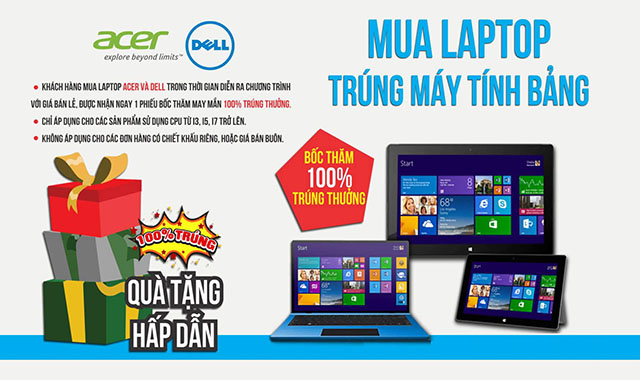 acer
explore beyond limits™
DELL
MUA LAPTOP
TRÚNG MÁY TÍNH BẢNG
KHÁCH HÀNG MUA LAPTOP ACER VÀ DELL TRONG THỜI GIAN DIỄN RA CHƯƠNG TRÌNH
VỚI GIÁ BÁN LẺ, ĐƯỢC NHẬN NGAY 1 PHIẾU BỐC THĂM MAY MẮN 100% TRÚNG THƯỞNG.
CHỈ ÁP DỤNG CHO CÁC SẢN PHẨM SỬ DỤNG CPU TỪ I3, I5, I7 TRỞ LÊN.
KHÔNG ÁP DỤNG CHO CÁC ĐƠN HÀNG CÓ CHIẾT KHẤU RIÊNG, HOẶC GIÁ BÁN BUÔN.
BỐC THĂM
100%
TRÚNG THƯỞNG
100% TRÚNG
QUÀ TẶNG
HẤP DẪN
Start
68°
Start
68°
Start
68°